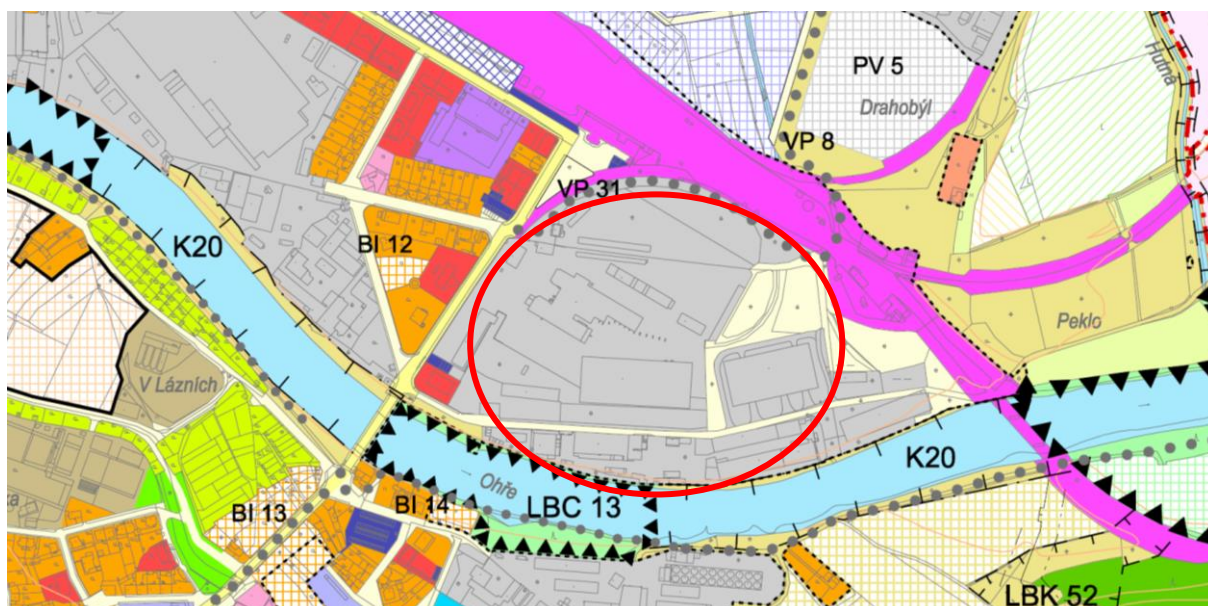 PV 5
Drahobýl
Hutná
VP 8
VP 31
K20
BI 12
Peklo
V Lázních
K20
Ohře
LBC 13
BI 13
BI 14
LBK 52